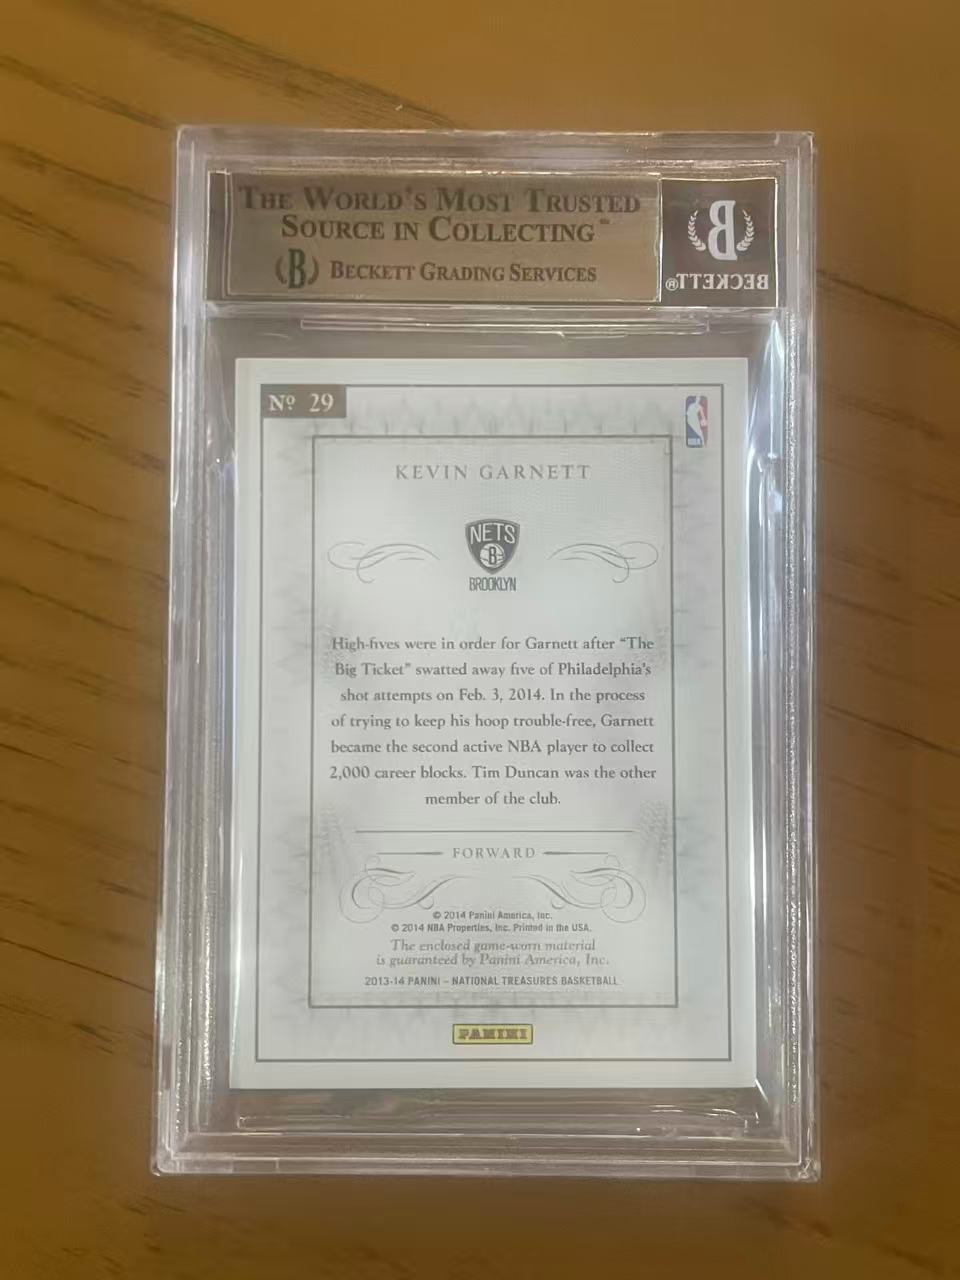 THE WORLD'S MOST TRUSTED
SOURCE IN COLLECTING™
B BECKETT GRADING SERVICES
B
BECKETT®
Nº 29
NBA
KEVIN GARNETT
NETS
B
BROOKLYN
High-fives were in order for Garnett after “The
Big Ticket” swatted away five of Philadelphia's
shot attempts on Feb. 3, 2014. In the process
of trying to keep his hoop trouble-free, Garnett
became the second active NBA player to collect
2,000 career blocks. Tim Duncan was the other
member of the club.
FORWARD
© 2014 Panini America, Inc.
© 2014 NBA Properties, Inc. Printed in the USA.
The enclosed game-worn material
is guaranteed by Panini America, Inc.
2013-14 PANINI – NATIONAL TREASURES BASKETBALL
PANINI